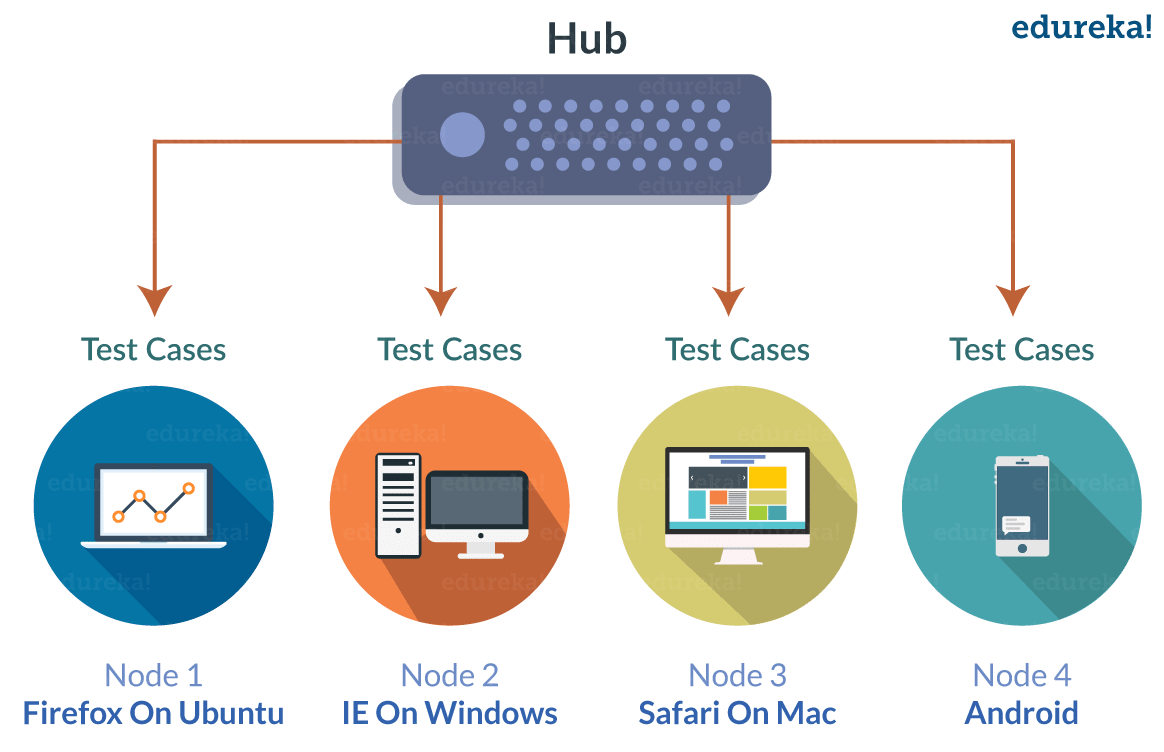 Hub
edureka!
Test Cases
Test Cases
Test Cases
Test Cases
Node 1
Firefox On Ubuntu
Node 2
IE On Windows
Node 3
Safari On Mac
Node 4
Android